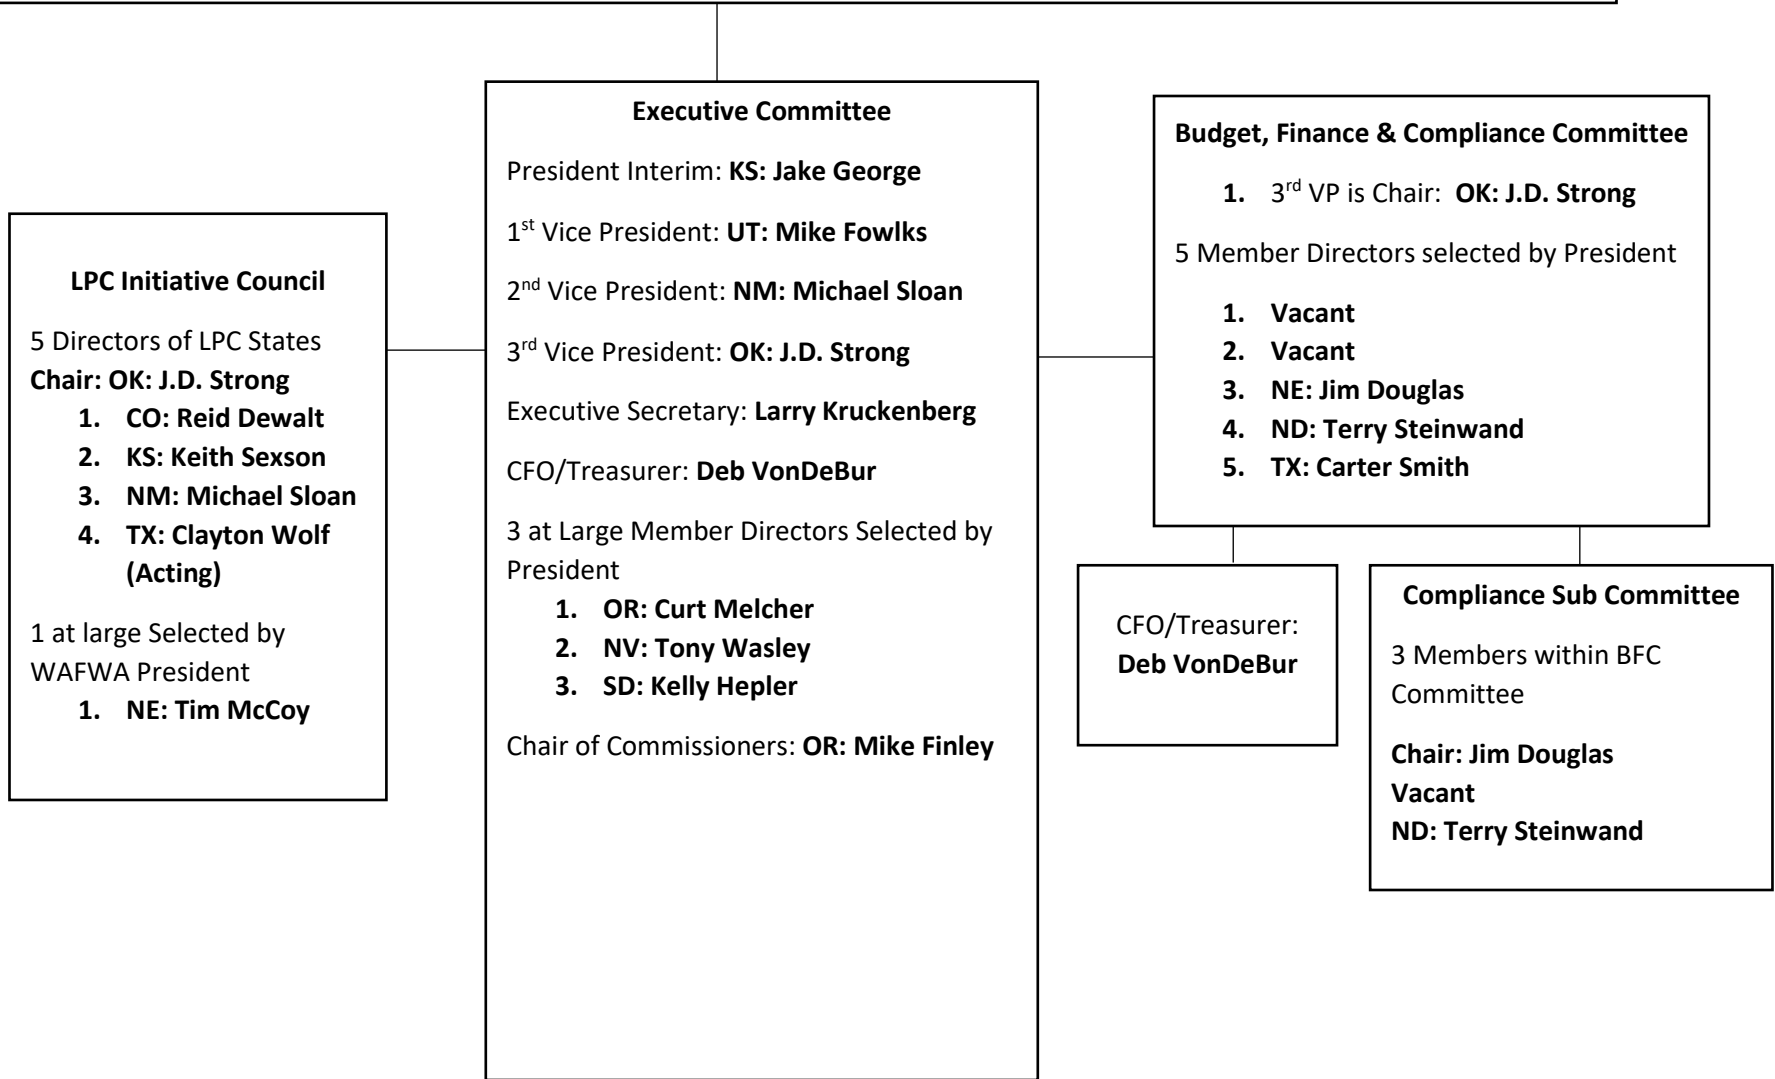 LPC Initiative Council
5 Directors of LPC States
Chair: OK: J.D. Strong
1. CO: Reid Dewalt
2. KS: Keith Sexson
3. NM: Michael Sloan
4. TX: Clayton Wolf
(Acting)
1 at large Selected by
WAFWA President
1. NE: Tim McCoy
Executive Committee
President Interim: KS: Jake George
1st Vice President: UT: Mike Fowlks
2nd Vice President: NM: Michael Sloan
3rd Vice President: OK: J.D. Strong
Executive Secretary: Larry Kruckenberg
CFO/Treasurer: Deb VonDeBur
3 at Large Member Directors Selected by
President
1. OR: Curt Melcher
2. NV: Tony Wasley
3. SD: Kelly Hepler
Chair of Commissioners: OR: Mike Finley
Budget, Finance & Compliance Committee
1. 3rd VP is Chair: OK: J.D. Strong
5 Member Directors selected by President
1. Vacant
2. Vacant
3. NE: Jim Douglas
4. ND: Terry Steinwand
5. TX: Carter Smith
CFO/Treasurer:
Deb VonDeBur
Compliance Sub Committee
3 Members within BFC
Committee
Chair: Jim Douglas
Vacant
ND: Terry Steinwand